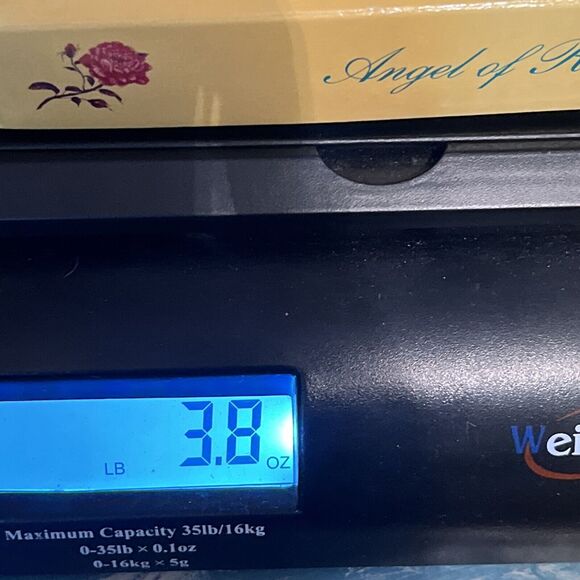 Angel of
3.8
LB OZ
Wei
Maximum Capacity 35lb/16kg
0-35lb × 0.1oz
0-16kg × 5g